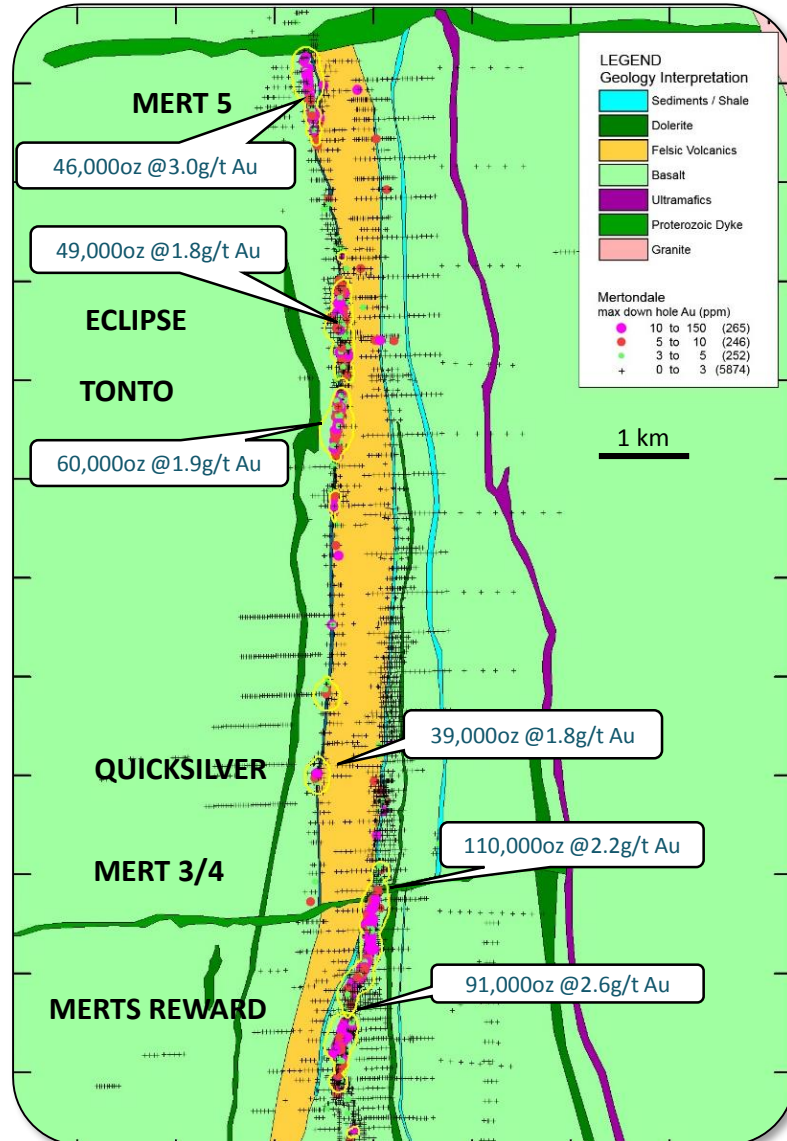 LEGEND
Geology Interpretation
Sediments / Shale
Dolerite
Felsic Volcanics
Basalt
Ultramafics
Proterozoic Dyke
Granite
Mertondale
max down hole Au (ppm)
10 to 150 (265)
5 to 10 (246)
3 to 5 (252)
0 to 3 (5874)
1 km
MERT 5
46,000oz @3.0g/t Au
49,000oz @1.8g/t Au
ECLIPSE
TONTO
60,000oz @1.9g/t Au
39,000oz @1.8g/t Au
QUICKSILVER
110,000oz @2.2g/t Au
MERT 3/4
91,000oz @2.6g/t Au
MERTS REWARD